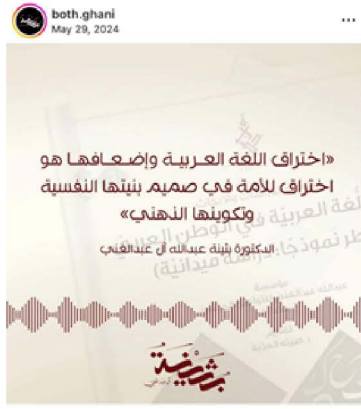 both.ghani
May 29, 2024
«اختراق اللغة العربية وإضعافها هو
اختراق للأمة في صميم بنيتها النفسية
وتكوينها الذهني»
الدكتورة بثينة عبدالله آل عبدالغني